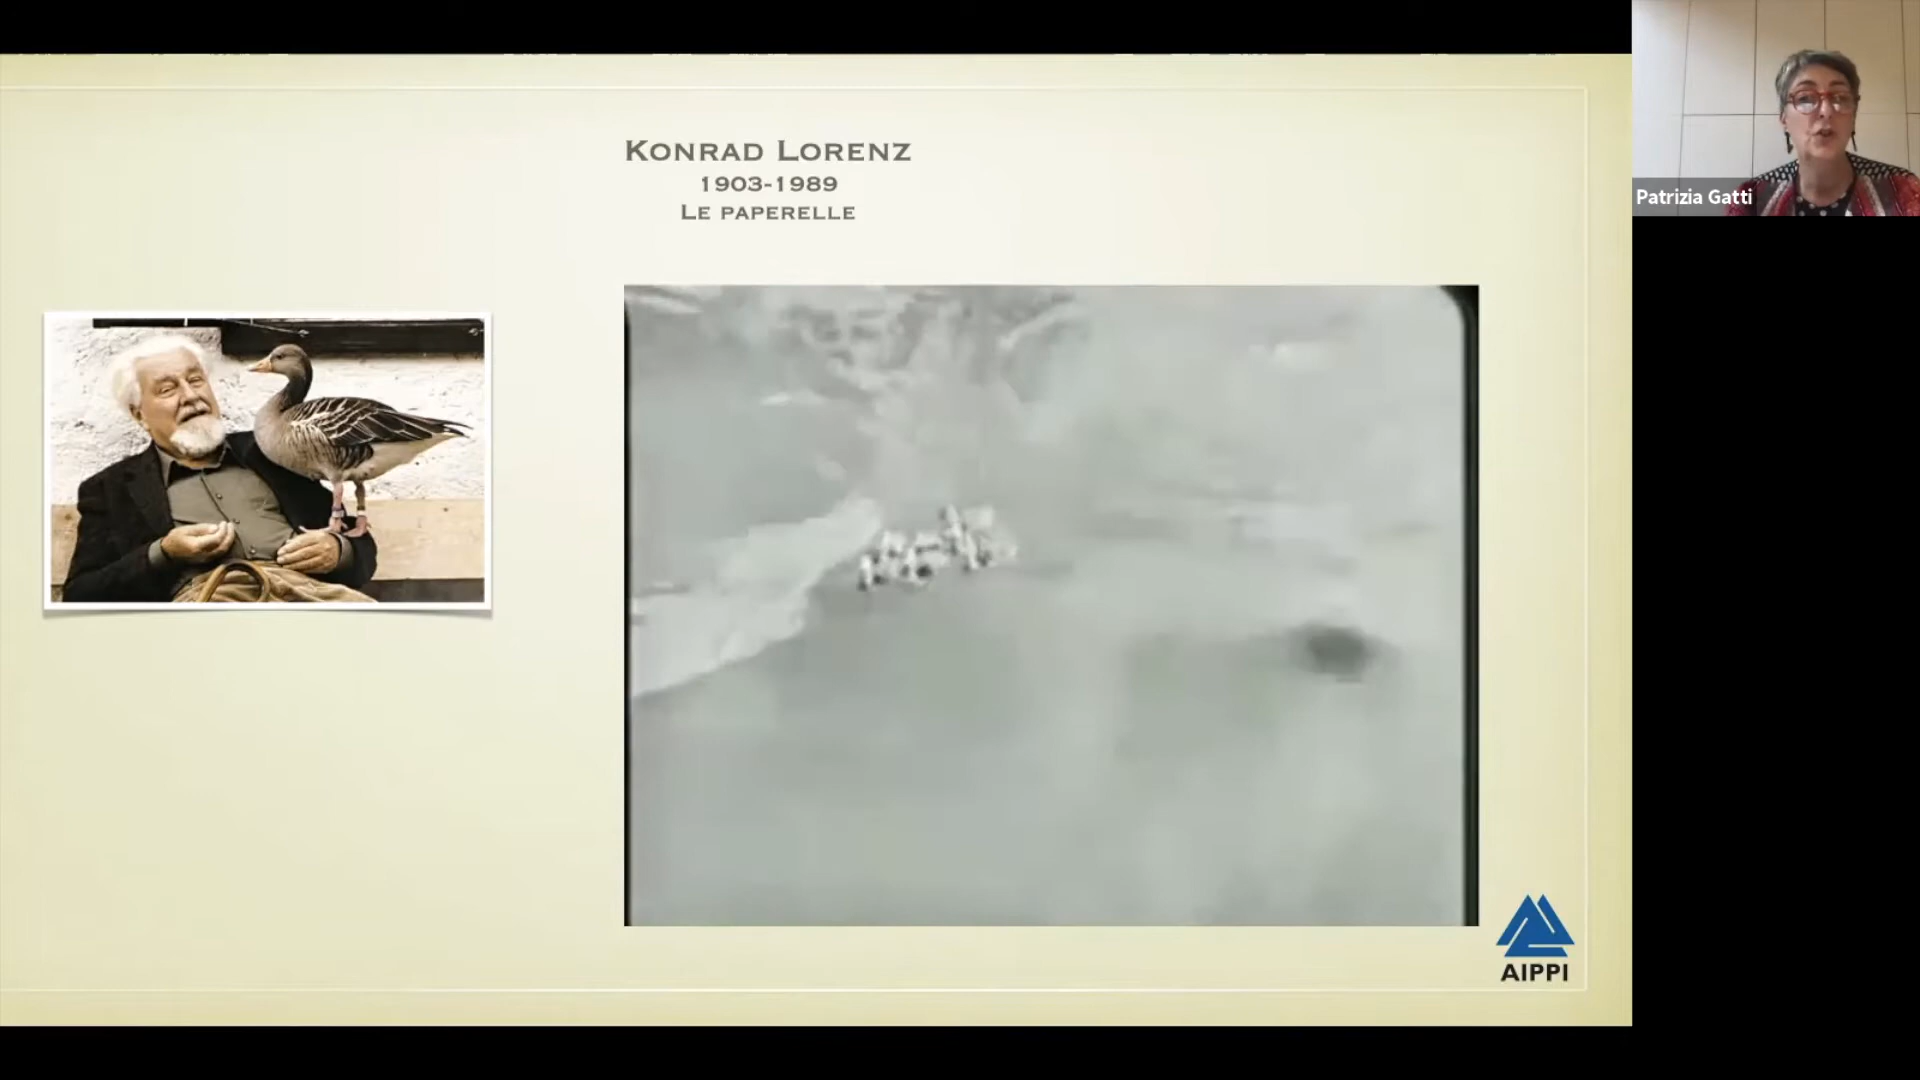 KONRAD LORENZ
1903-1989
LE PAPERELLE
Patrizia Gatti
AIPPI